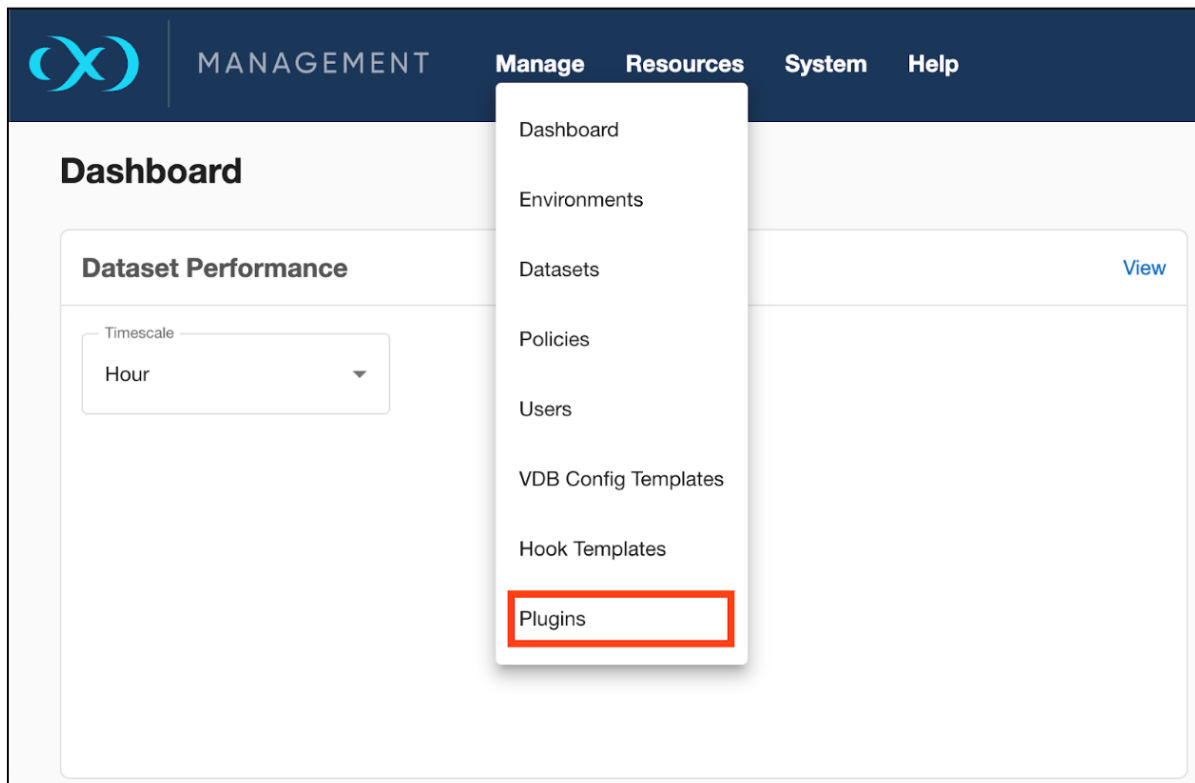 MANAGEMENT
Manage Resources System Help
Dashboard
Environments
Datasets
Policies
Users
VDB Config Templates
Hook Templates
Plugins
Dashboard
Dataset Performance
View
Timescale
Hour